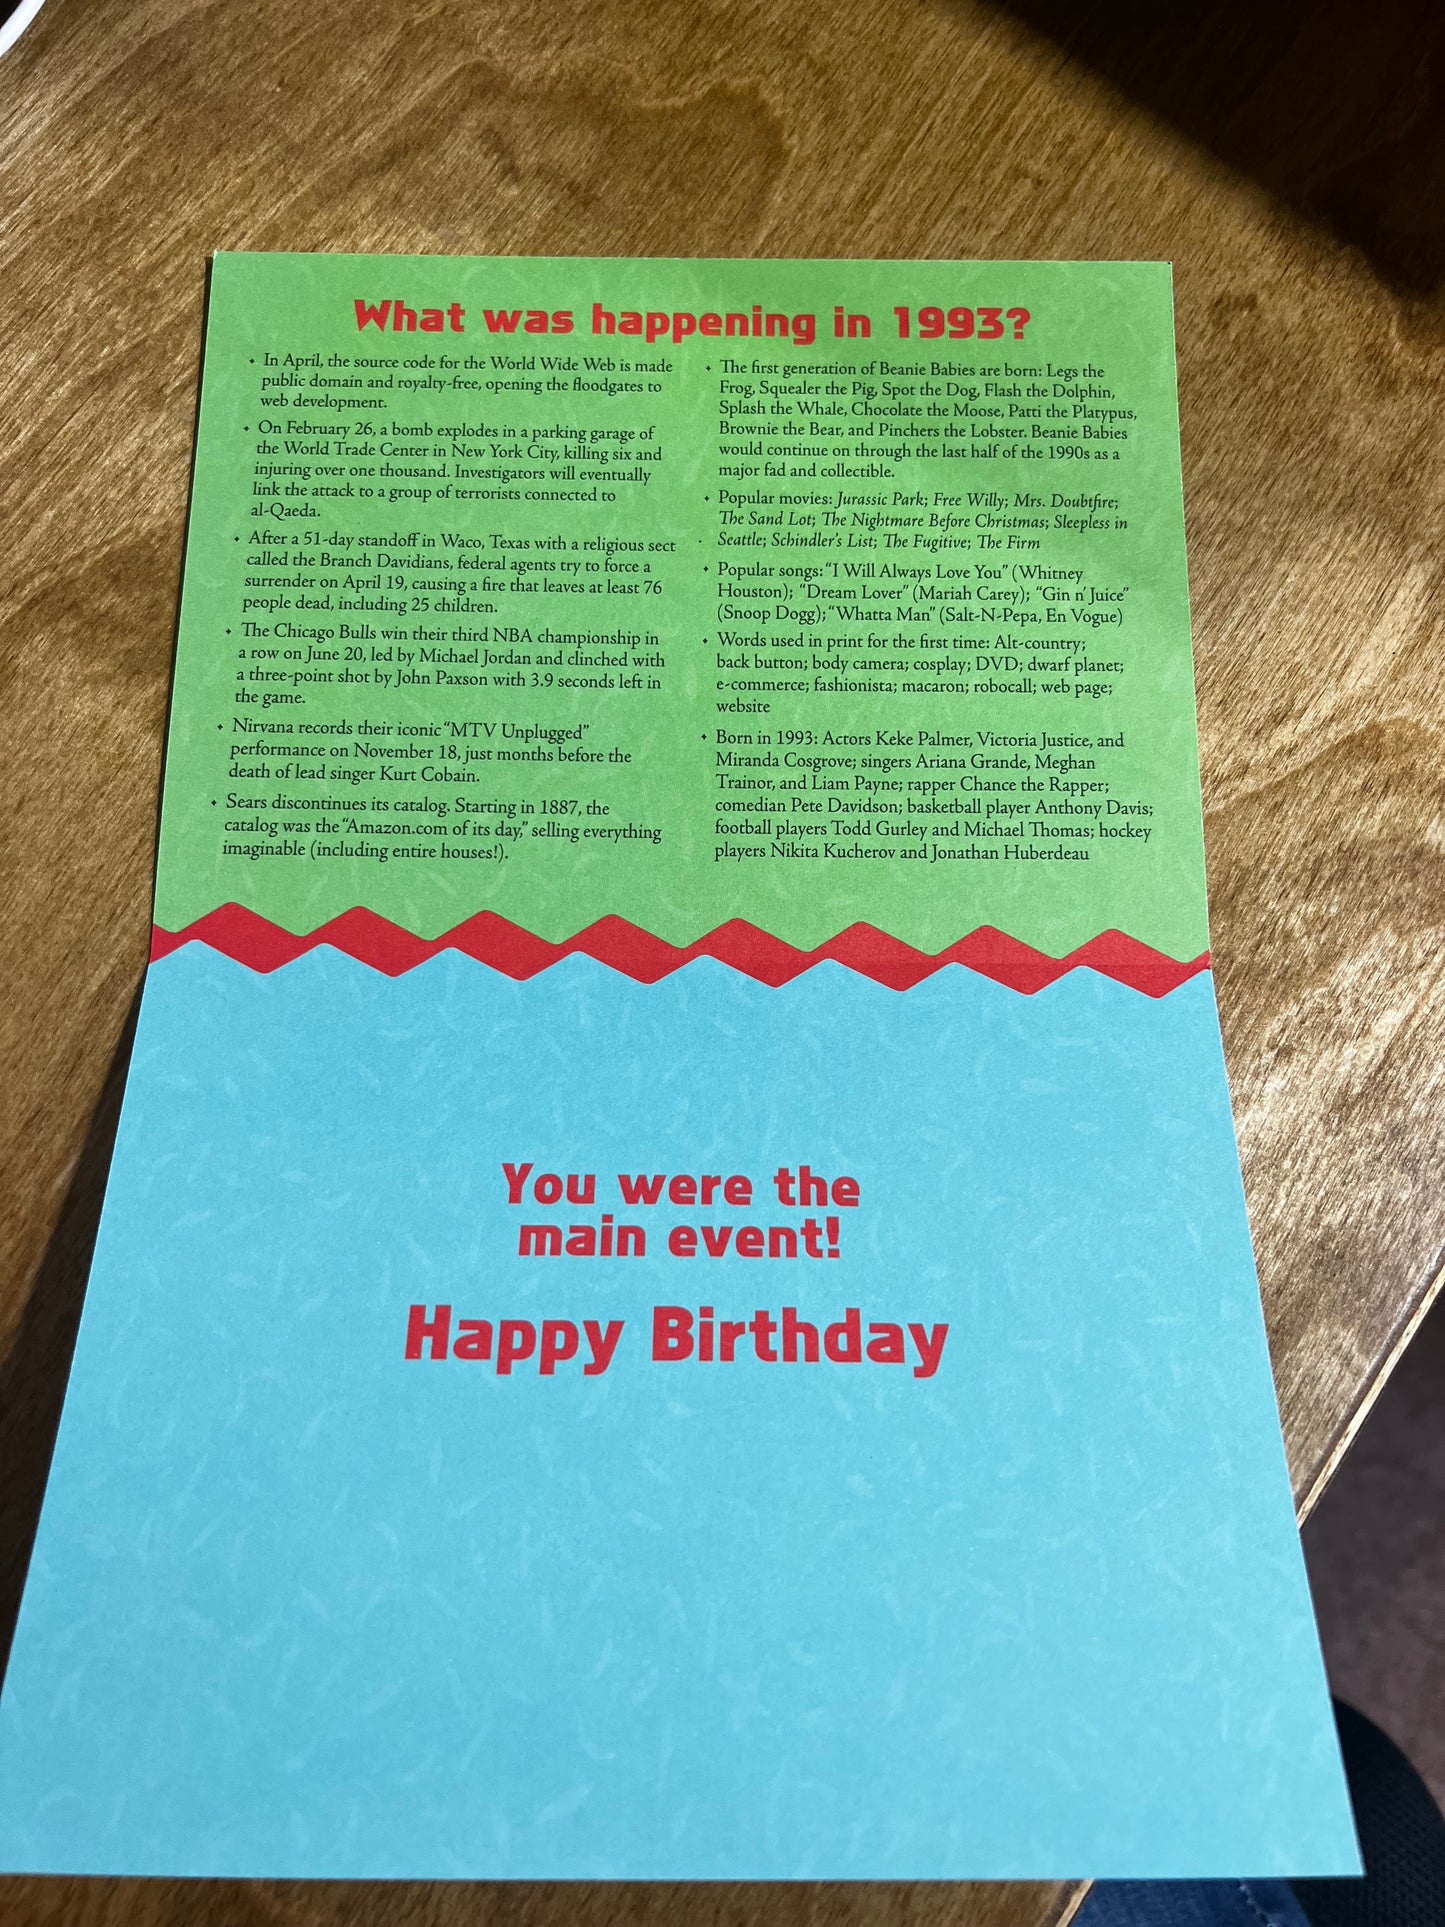 What was happening in 1993?
• In April, the source code for the World Wide Web is made
public domain and royalty-free, opening the floodgates to
web development.
• On February 26, a bomb explodes in a parking garage of
the World Trade Center in New York City, killing six and
injuring over one thousand. Investigators will eventually
link the attack to a group of terrorists connected to
al-Qaeda.
• After a 51-day standoff in Waco, Texas with a religious sect
called the Branch Davidians, federal agents try to force a
surrender on April 19, causing a fire that leaves at least 76
people dead, including 25 children.
• The Chicago Bulls win their third NBA championship in
a row on June 20, led by Michael Jordan and clinched with
a three-point shot by John Paxson with 3.9 seconds left in
the game.
• Nirvana records their iconic “MTV Unplugged”
performance on November 18, just months before the
death of lead singer Kurt Cobain.
• Sears discontinues its catalog. Starting in 1887, the
catalog was the “Amazon.com of its day,” selling everything
imaginable (including entire houses!).
• The first generation of Beanie Babies are born: Legs the
Frog, Squealer the Pig, Spot the Dog, Flash the Dolphin,
Splash the Whale, Chocolate the Moose, Patti the Platypus,
Brownie the Bear, and Pinchers the Lobster. Beanie Babies
would continue on through the last half of the 1990s as a
major fad and collectible.
• Popular movies: Jurassic Park; Free Willy; Mrs. Doubtfire;
The Sand Lot; The Nightmare Before Christmas; Sleepless in
Seattle; Schindler’s List; The Fugitive; The Firm
• Popular songs: “I Will Always Love You” (Whitney
Houston); “Dream Lover” (Mariah Carey); “Gin n’ Juice”
(Snoop Dogg); “Whatta Man” (Salt-N-Pepa, En Vogue)
• Words used in print for the first time: Alt-country;
back button; body camera; cosplay; DVD; dwarf planet;
e-commerce; fashionista; macaron; robocall; web page;
website
• Born in 1993: Actors Keke Palmer, Victoria Justice, and
Miranda Cosgrove; singers Ariana Grande, Meghan
Trainor, and Liam Payne; rapper Chance the Rapper;
comedian Pete Davidson; basketball player Anthony Davis;
football players Todd Gurley and Michael Thomas; hockey
players Nikita Kucherov and Jonathan Huberdeau
You were the
main event!
Happy Birthday